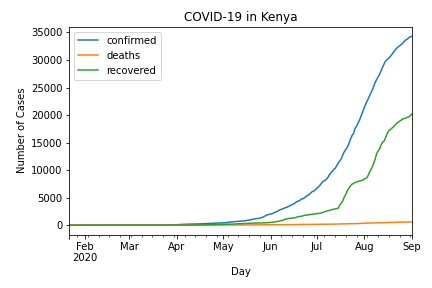 COVID-19 in Kenya
35000
30000
25000
20000
15000
10000
5000
0
Number of Cases
confirmed
deaths
recovered
Feb
2020
Mar
Apr
May
Jun
Jul
Aug
Sep
Day